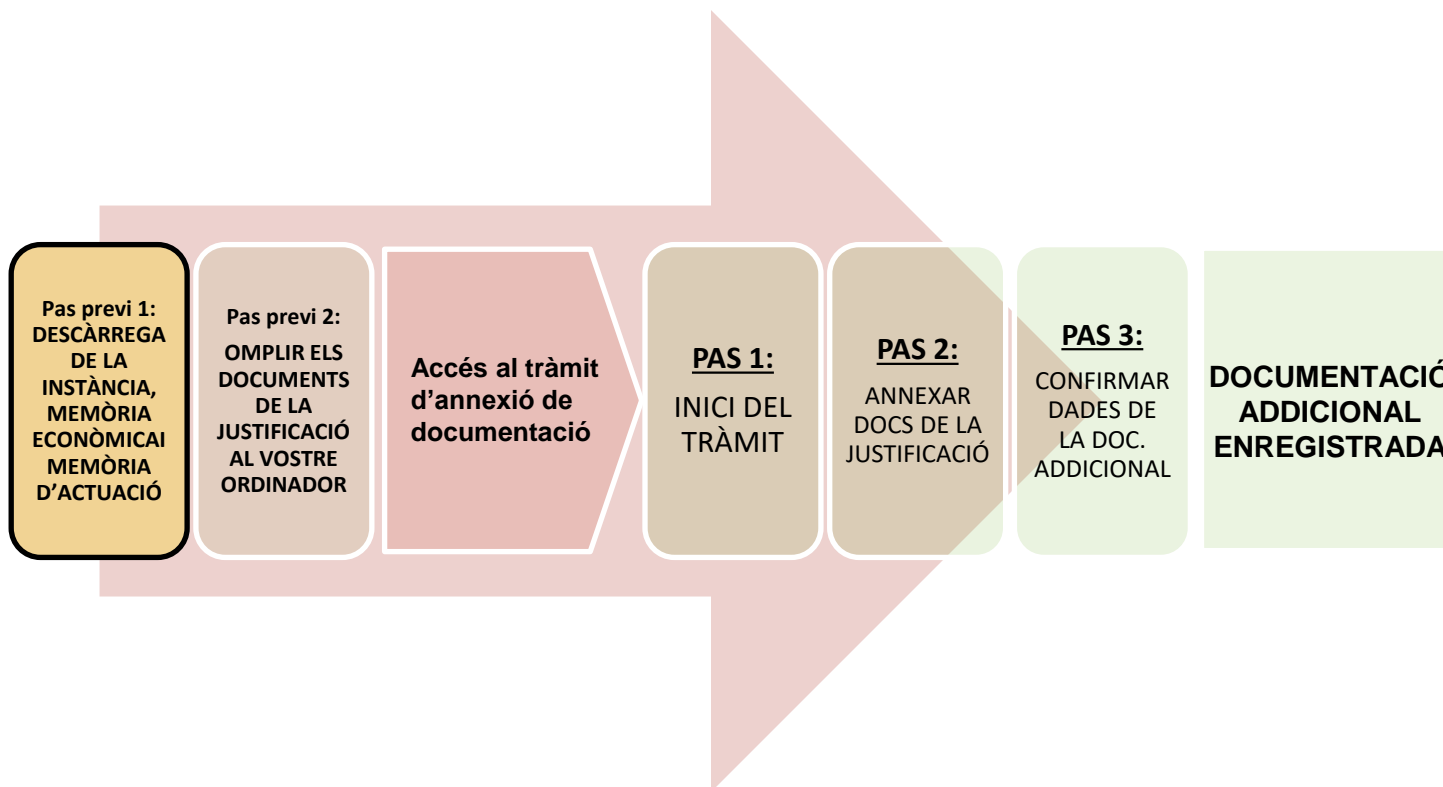 Pas previ 1:
DESCÀRREGA
DE LA
INSTÀNCIA,
MEMÒRIA
ECONÒMICAI
MEMÒRIA
D'ACTUACIÓ
Pas previ 2:
OMPLIR ELS
DOCUMENTS
DE LA
JUSTIFICACIÓ
AL VOSTRE
ORDINADOR
Accés al tràmit
d'annexió de
documentació
PAS 1:
INICI DEL
TRÀMIT
PAS 2:
ANNEXAR
DOCS DE LA
JUSTIFICACIÓ
PAS 3:
CONFIRMAR
DADES DE
LA DOC.
ADDICIONAL
DOCUMENTACIÓ
ADDICIONAL
ENREGISTRADA